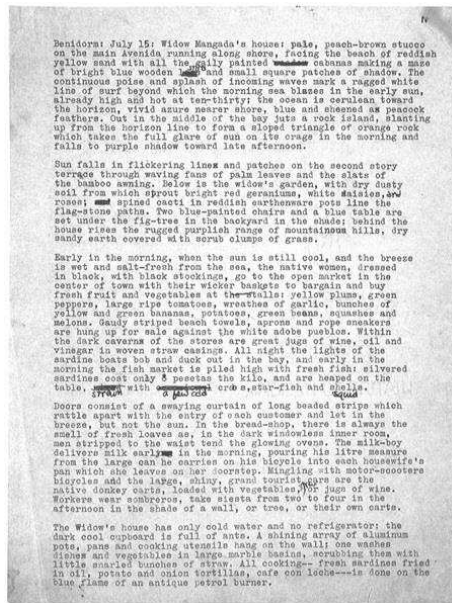 Benidorm: July 15: Widow Mangada's house: pale, peach-brown stucco
on the main Avenida running along shore, facing the beach of reddish
yellow sand with all the gaily painted cabanas making a maze
of bright blue wooden and small square patches of shadow. The
continuous poise and splash of incoming waves mark a ragged white
line of surf beyond which the morning sea blazes in the early sun,
already high and hot at ten-thirty; the ocean is cerulean toward
the horizon, vivid azure nearer shore, blue and sheened as peacock
feathers. Out in the middle of the bay juts a rock island, slanting
up from the horizon line to form a sloped triangle of orange rock
which takes the full glare of sun on its crags in the morning and
falls to purple shadow toward late afternoon.
Sun falls in flickering lines and patches on the second story
terrace through waving fans of palm leaves and the slats of
the bamboo awning. Below is the widow's garden, with dry dusty
soil from which sprout bright red geraniums, white daisies, and
roses; spined cacti in reddish earthenware pots line the
flag-stone paths. Two blue-painted chairs and a blue table are
set under the fig-tree in the backyard in the shade; behind the
house rises the rugged purplish range of mountainous hills, dry
sandy earth covered with scrub clumps of grass.
Early in the morning, when the sun is still cool, and the breeze
is wet and salt-fresh from the sea, the native women, dressed
in black, with black stockings, go to the open market in the
center of town with their wicker baskets to bargain and buy
fresh fruit and vegetables at the stalls: yellow plums, green
peppers, large ripe tomatoes, wreathes of garlic, bunches of
yellow and green bananas, potatoes, green beans, squashes and
melons. Gaudy striped beach towels, aprons and rope sneakers
are hung up for sale against the white adobe pueblos. Within
the dark caverns of the stores are great jugs of wine, oil and
vinegar in woven straw casings. All night the lights of the
sardine boats bob and duck out in the bay, and early in the
morning the fish market is piled high with fresh fish: silvered
sardines cost only 8 pesetas the kilo, and are heaped on the
table, with crabs, star-fish and shells.
strewn a few odd squid
Doors consist of a swaying curtain of long beaded strips which
rattle apart with the entry of each customer and let in the
breeze, but not the sun. In the bread-shop, there is always the
smell of fresh loaves as, in the dark windowless inner room,
men stripped to the waist tend the glowing ovens. The milk-boy
delivers milk early in the morning, pouring his litre measure
from the large can he carries on his bicycle into each housewife's
pan which she leaves on her doorstep. Mingling with motor-scooters
bicycles and the large, shiny, grand tourist cars are the
native donkey carts, loaded with vegetables, or jugs of wine.
Workers wear sombreros, take siesta from two to four in the
afternoon in the shade of a wall, or tree, or their own carts.
The Widow's house has only cold water and no refrigerator: the
dark cool cupboard is full of ants. A shining array of aluminum
pots, pans and cooking utensils hang on the wall; one washes
dishes and vegetables in large marble basins, scrubbing them with
little snarled bunches of straw. All cooking-- fresh sardines fried
in oil, potato and onion tortillas, cafe con leche---is done on the
blue flame of an antique petrol burner.